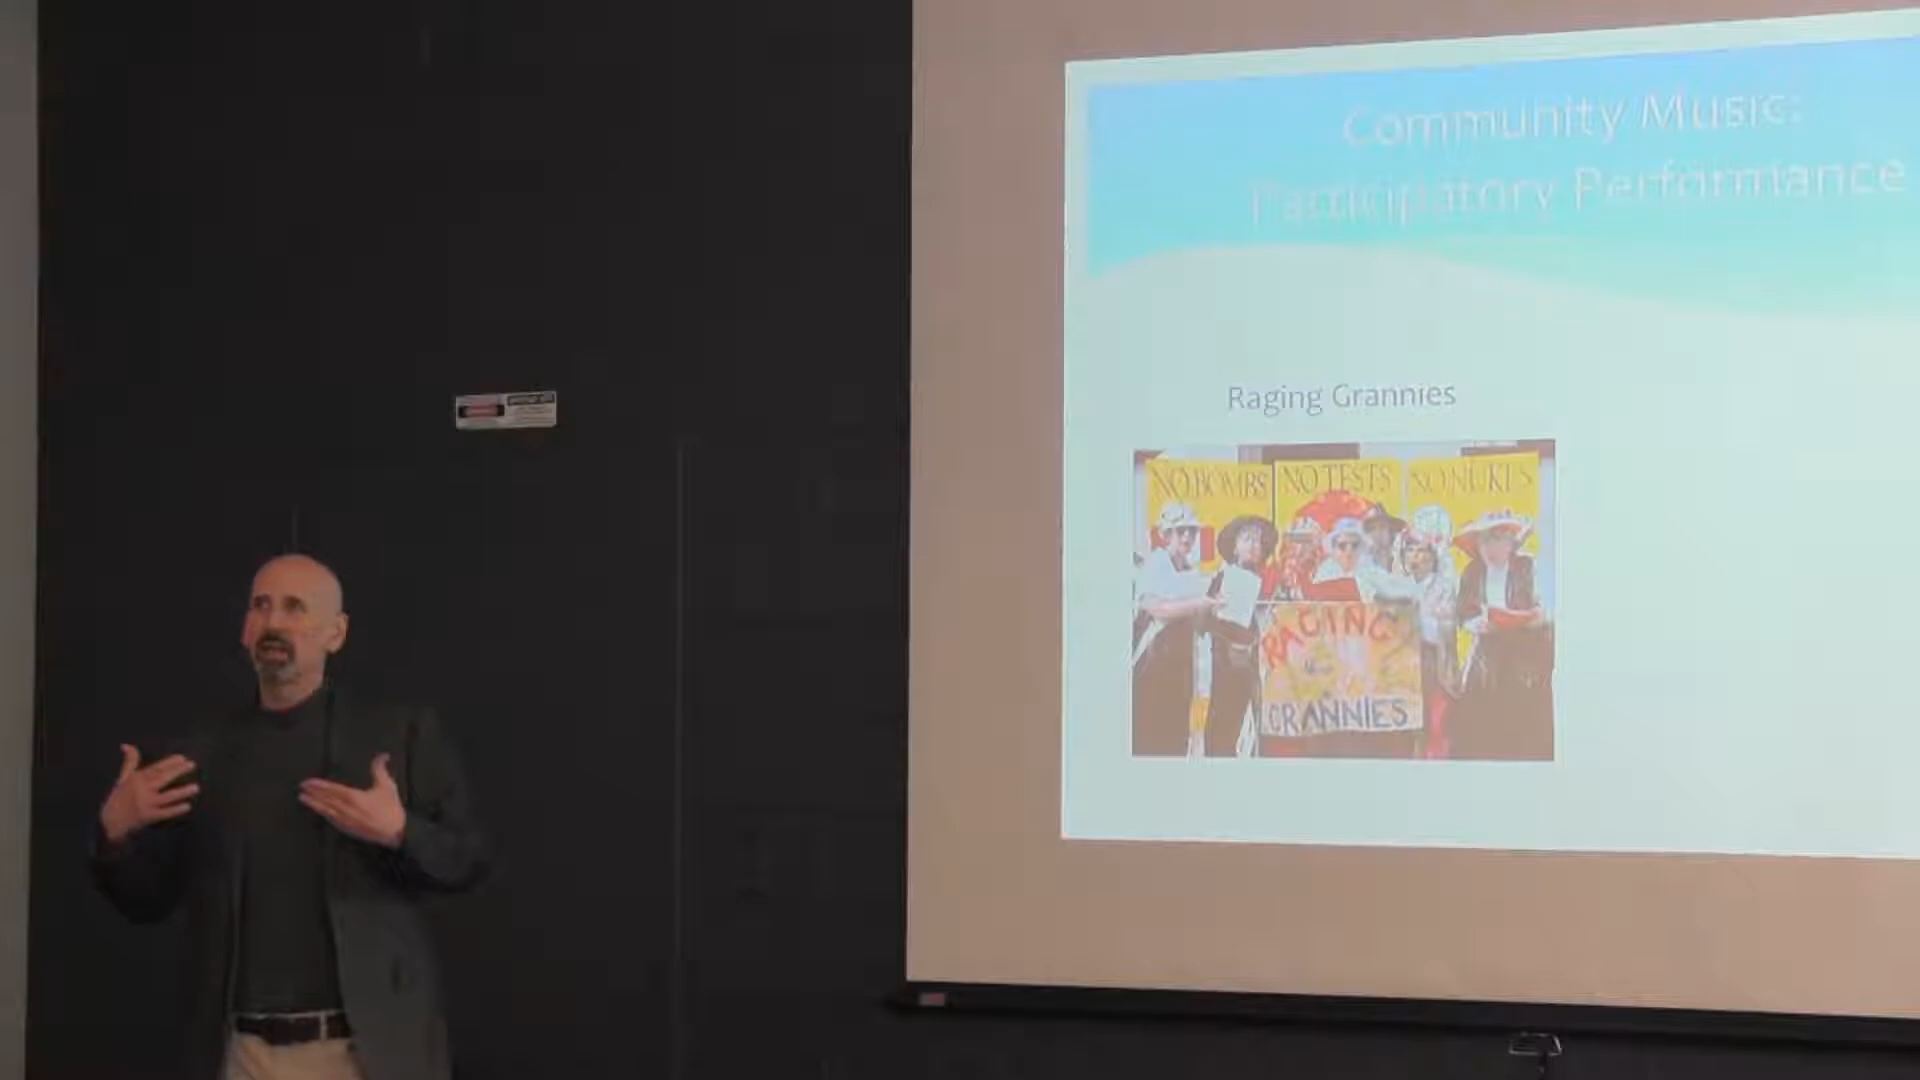 Community Music:
Participatory Performance
Raging Grannies
NO BOMBS NO TESTS NO NUKES
RAGING
GRANNIES